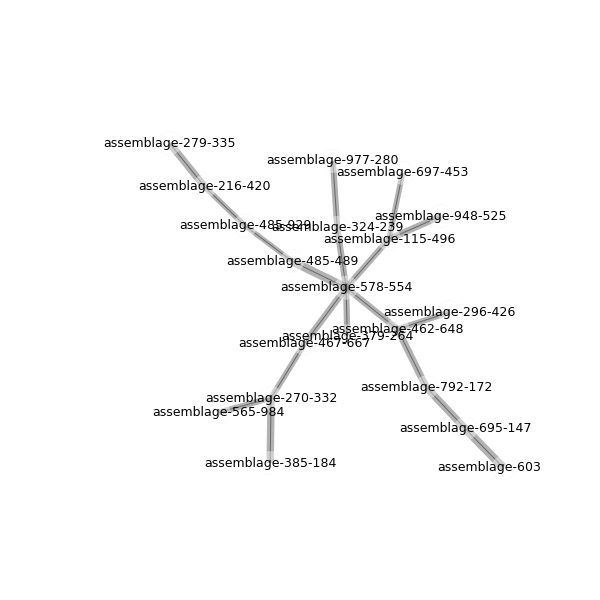 assemblage-279-335
assemblage-977-280
assemblage-697-453
assemblage-216-420
assemblage-948-525
assemblage-485-929
assemblage-324-239
assemblage-115-496
assemblage-485-489
assemblage-578-554
assemblage-296-426
assemblage-462-648
assemblage-379-264
assemblage-467-667
assemblage-792-172
assemblage-270-332
assemblage-565-984
assemblage-695-147
assemblage-385-184
assemblage-603